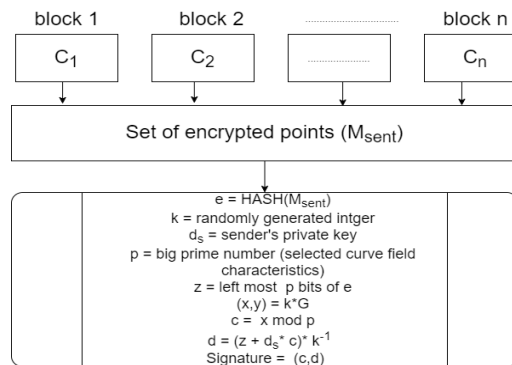 block 1 block 2 ........................ block n
C1 C2 ................ Cn
Set of encrypted points (Msent)
e = HASH(Msent)
k = randomly generated intger
ds = sender's private key
p = big prime number (selected curve field
characteristics)
z = left most p bits of e
(x,y) = k*G
c = x mod p
d = (z + ds* c)* k-1
Signature = (c,d)